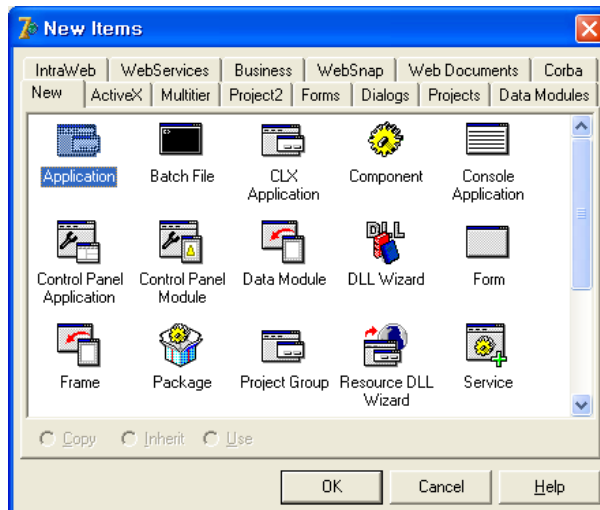 New Items
IntraWeb WebServices Business WebSnap Web Documents Corba
New ActiveX Multitier Project2 Forms Dialogs Projects Data Modules
Application Batch File CLX Application Component Console Application
Control Panel Application Control Panel Module Data Module DLL Wizard Form
Frame Package Project Group Resource DLL Wizard Service
Copy Inherit Use
OK Cancel Help